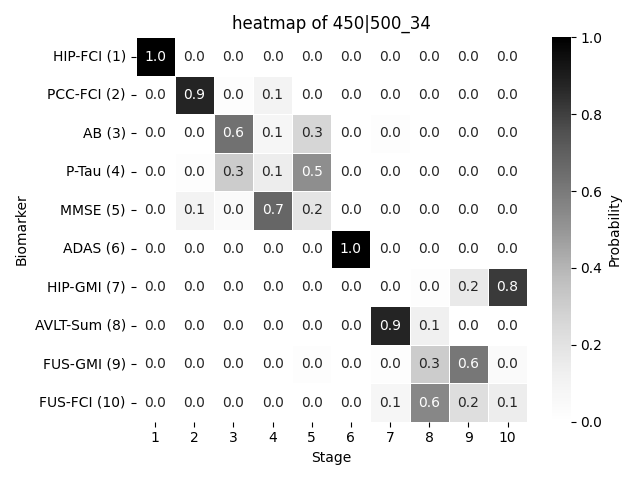 heatmap of 450|500_34
HIP-FCI (1) 1.0 0.0 0.0 0.0 0.0 0.0 0.0 0.0 0.0 0.0
PCC-FCI (2) 0.0 0.9 0.0 0.1 0.0 0.0 0.0 0.0 0.0 0.0
AB (3) 0.0 0.0 0.6 0.1 0.3 0.0 0.0 0.0 0.0 0.0
P-Tau (4) 0.0 0.0 0.3 0.1 0.5 0.0 0.0 0.0 0.0 0.0
MMSE (5) 0.0 0.1 0.0 0.7 0.2 0.0 0.0 0.0 0.0 0.0
ADAS (6) 0.0 0.0 0.0 0.0 0.0 1.0 0.0 0.0 0.0 0.0
HIP-GMI (7) 0.0 0.0 0.0 0.0 0.0 0.0 0.0 0.0 0.2 0.8
AVLT-Sum (8) 0.0 0.0 0.0 0.0 0.0 0.0 0.9 0.1 0.0 0.0
FUS-GMI (9) 0.0 0.0 0.0 0.0 0.0 0.0 0.0 0.3 0.6 0.0
FUS-FCI (10) 0.0 0.0 0.0 0.0 0.0 0.0 0.1 0.6 0.2 0.1
1 2 3 4 5 6 7 8 9 10
Stage
Biomarker
1.0
0.8
0.6
0.4
0.2
0.0
Probability